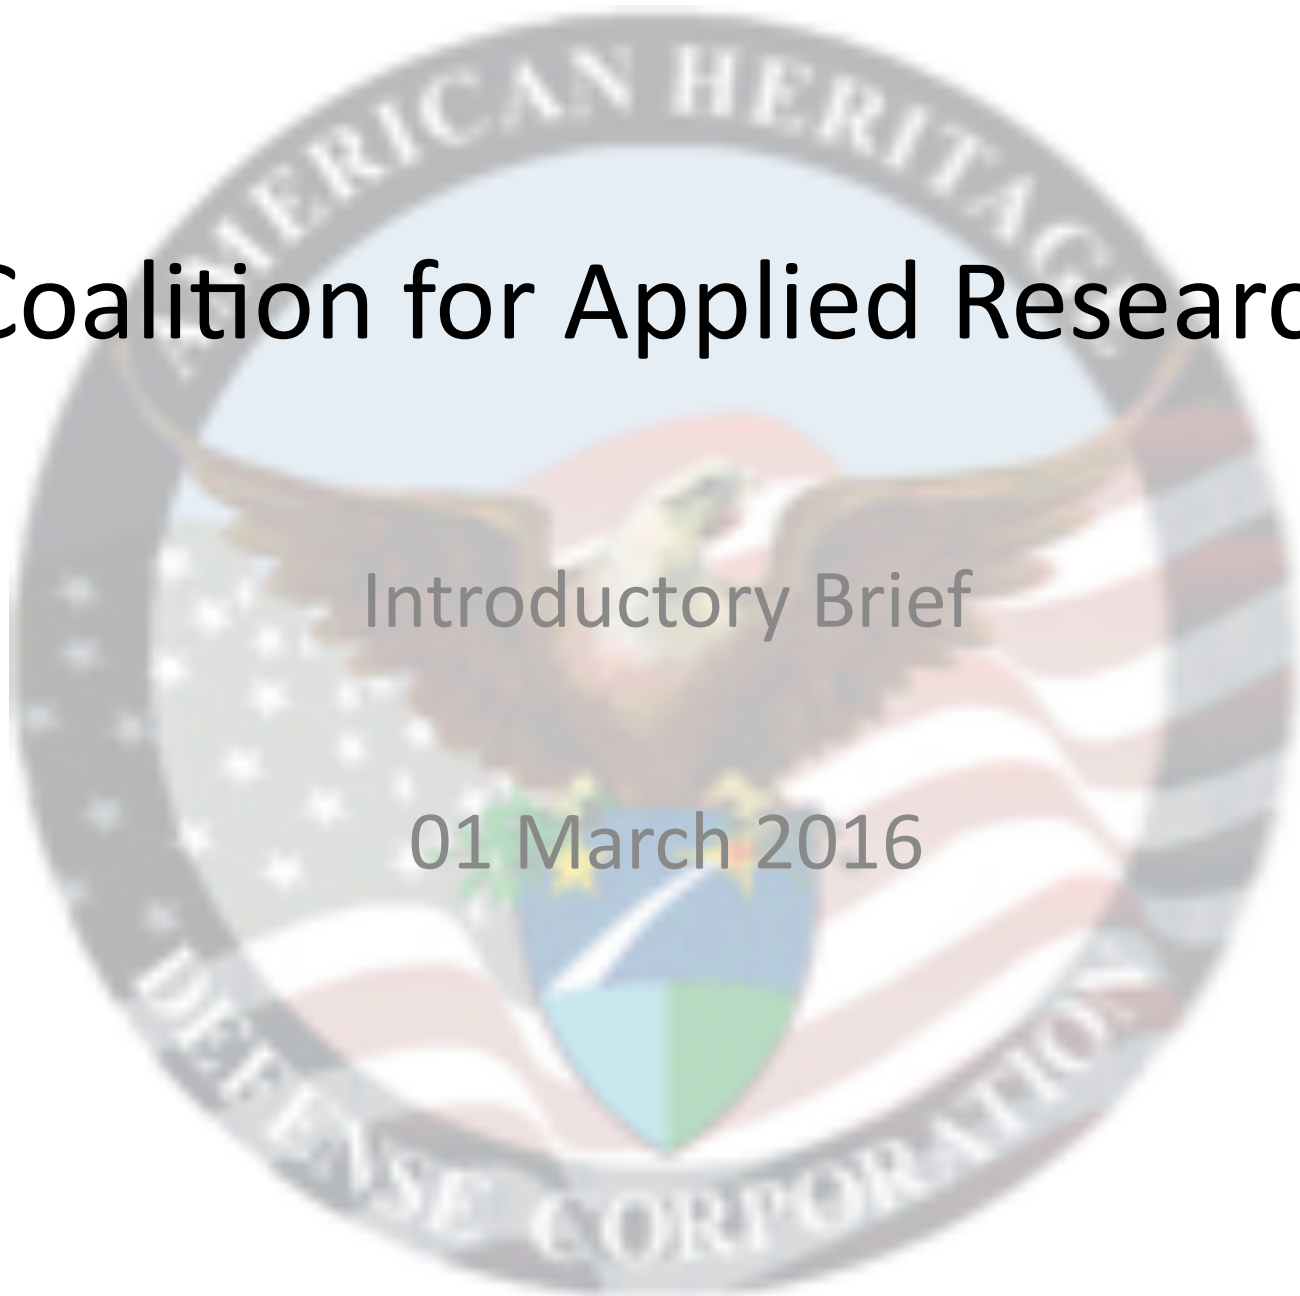 AMERICAN HERITAGE
Coalition for Applied Researc
Introductory Brief
01 March 2016
DEFENSE CORPORATION